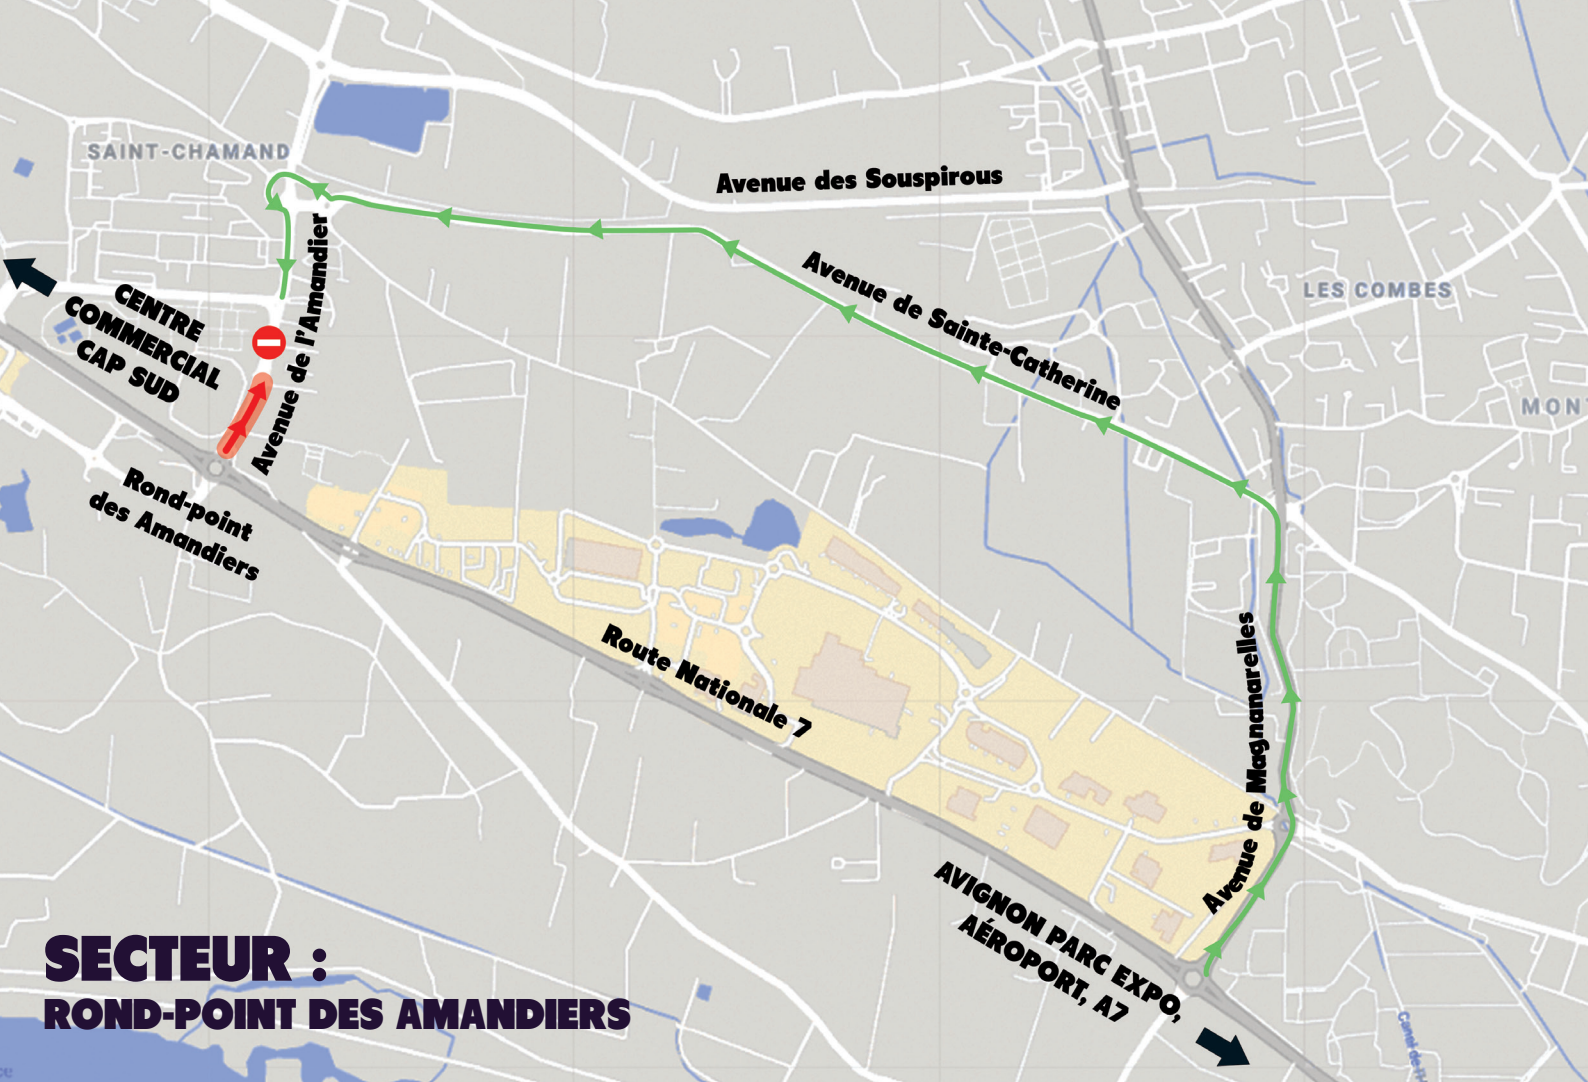 SAINT-CHAMAND
Avenue des Souspirous
Avenue de Sainte-Catherine
LES COMBES
CENTRE
COMMERCIAL
CAP SUD
Avenue de l'Amandier
MON
Rond-point
des Amandiers
Route Nationale 7
Avenue de Magnanarelles
AVIGNON PARC EXPO,
AÉROPORT, A7
SECTEUR :
ROND-POINT DES AMANDIERS
Canal de l